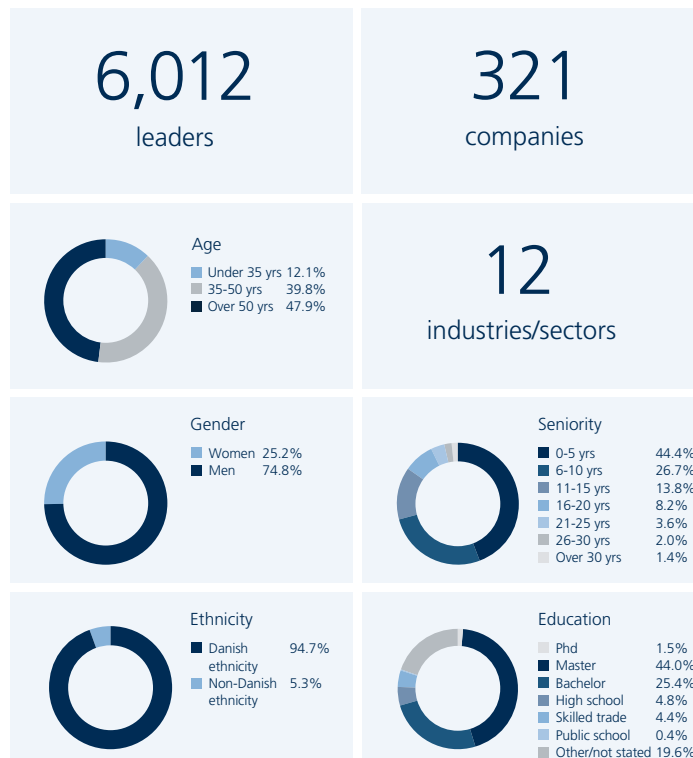 6,012
leaders
321
companies
Age
Under 35 yrs 12.1%
35-50 yrs 39.8%
Over 50 yrs 47.9%
12
industries/sectors
Gender
Women 25.2%
Men 74.8%
Seniority
0-5 yrs 44.4%
6-10 yrs 26.7%
11-15 yrs 13.8%
16-20 yrs 8.2%
21-25 yrs 3.6%
26-30 yrs 2.0%
Over 30 yrs 1.4%
Ethnicity
Danish 94.7%
ethnicity
Non-Danish 5.3%
ethnicity
Education
Phd 1.5%
Master 44.0%
Bachelor 25.4%
High school 4.8%
Skilled trade 4.4%
Public school 0.4%
Other/not stated 19.6%